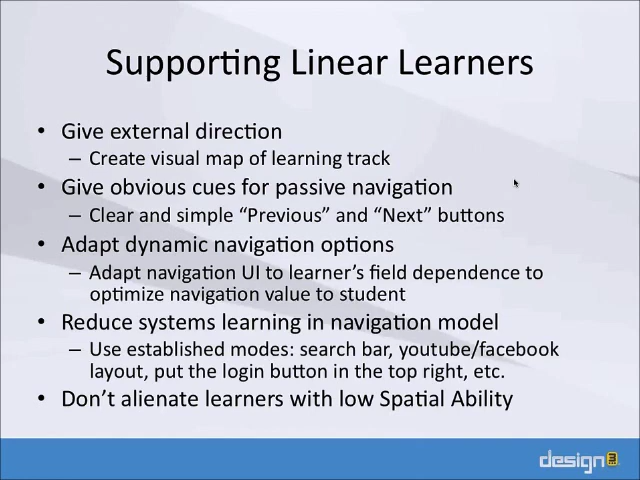 Supporting Linear Learners
• Give external direction
– Create visual map of learning track
• Give obvious cues for passive navigation
– Clear and simple “Previous” and “Next” buttons
• Adapt dynamic navigation options
– Adapt navigation UI to learner’s field dependence to
optimize navigation value to student
• Reduce systems learning in navigation model
– Use established modes: search bar, youtube/facebook
layout, put the login button in the top right, etc.
• Don’t alienate learners with low Spatial Ability
design